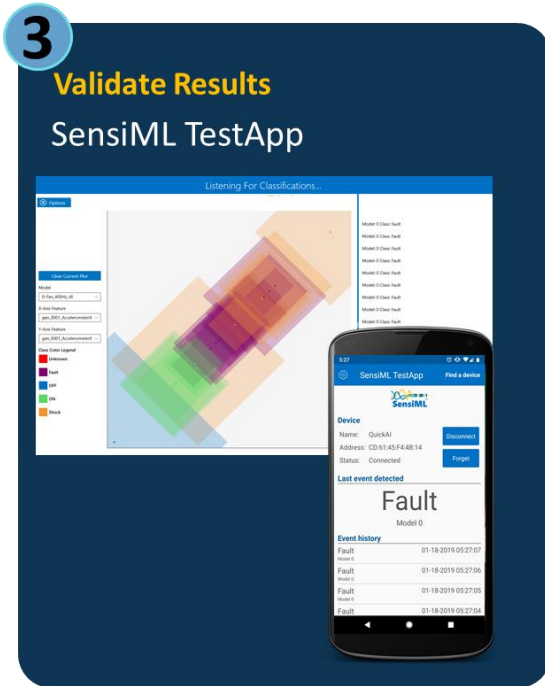 3
Validate Results
SensiML TestApp
Listening For Classifications...
Options
Clear Current Plot
Model
0: Fan_400Hz_v8
X-Axis Feature
gen_0001_AccelerometerX
Y-Axis Feature
gen_0002_AccelerometerX
Class Color Legend
Unknown
Fault
OFF
ON
Shock
Model: 0 Class: Fault
Model: 0 Class: Fault
Model: 0 Class: Fault
Model: 0 Class: Fault
Model: 0 Class: Fault
Model: 0 Class: Fault
Model: 0 Class: Fault
Model: 0 Class: Fault
Model: 0 Class: Fault
5:27
SensiML TestApp
Find a device
SensiML
Device
Name: QuickAI
Disconnect
Address: CD:61:45:F4:4B:14
Status: Connected
Forget
Last event detected
Fault
Model 0
Event history
Fault 01-18-2019 05:27:07
Model 0
Fault 01-18-2019 05:27:06
Model 0
Fault 01-18-2019 05:27:05
Model 0
Fault 01-18-2019 05:27:04